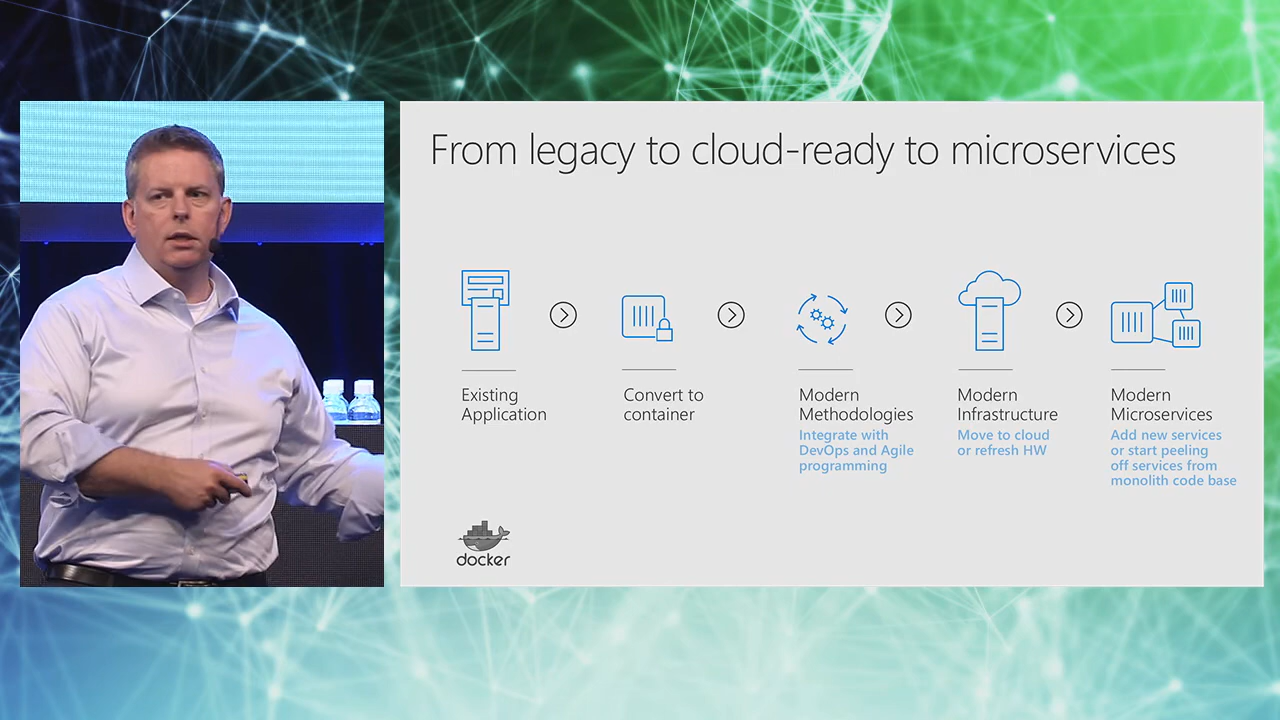 From legacy to cloud-ready to microservices
Existing
Application
Convert to
container
Modern
Methodologies
Integrate with
DevOps and Agile
programming
Modern
Infrastructure
Move to cloud
or refresh HW
Modern
Microservices
Add new services
or start peeling
off services from
monolith code base
docker